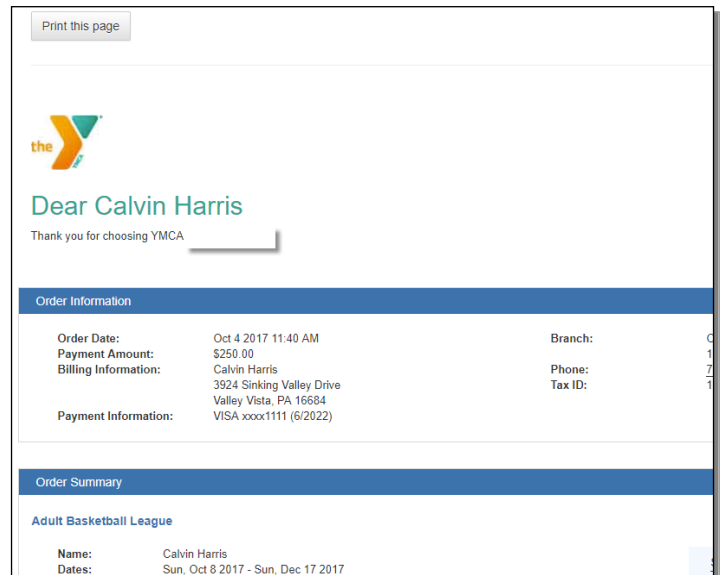 Print this page
the YMCA
Dear Calvin Harris
Thank you for choosing YMCA
Order Information
Order Date: Oct 4 2017 11:40 AM Branch:
Payment Amount: $250.00
Billing Information: Calvin Harris Phone:
3924 Sinking Valley Drive Tax ID:
Valley Vista, PA 16684
Payment Information: VISA xxxx1111 (6/2022)
Order Summary
Adult Basketball League
Name: Calvin Harris
Dates: Sun, Oct 8 2017 - Sun, Dec 17 2017